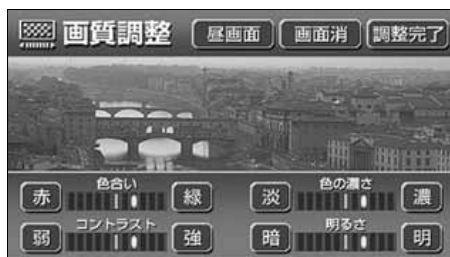 画質調整 昼画面 画面消 調整完了
色合い 色の濃さ
赤 緑 淡 濃
コントラスト 明るさ
弱 強 暗 明